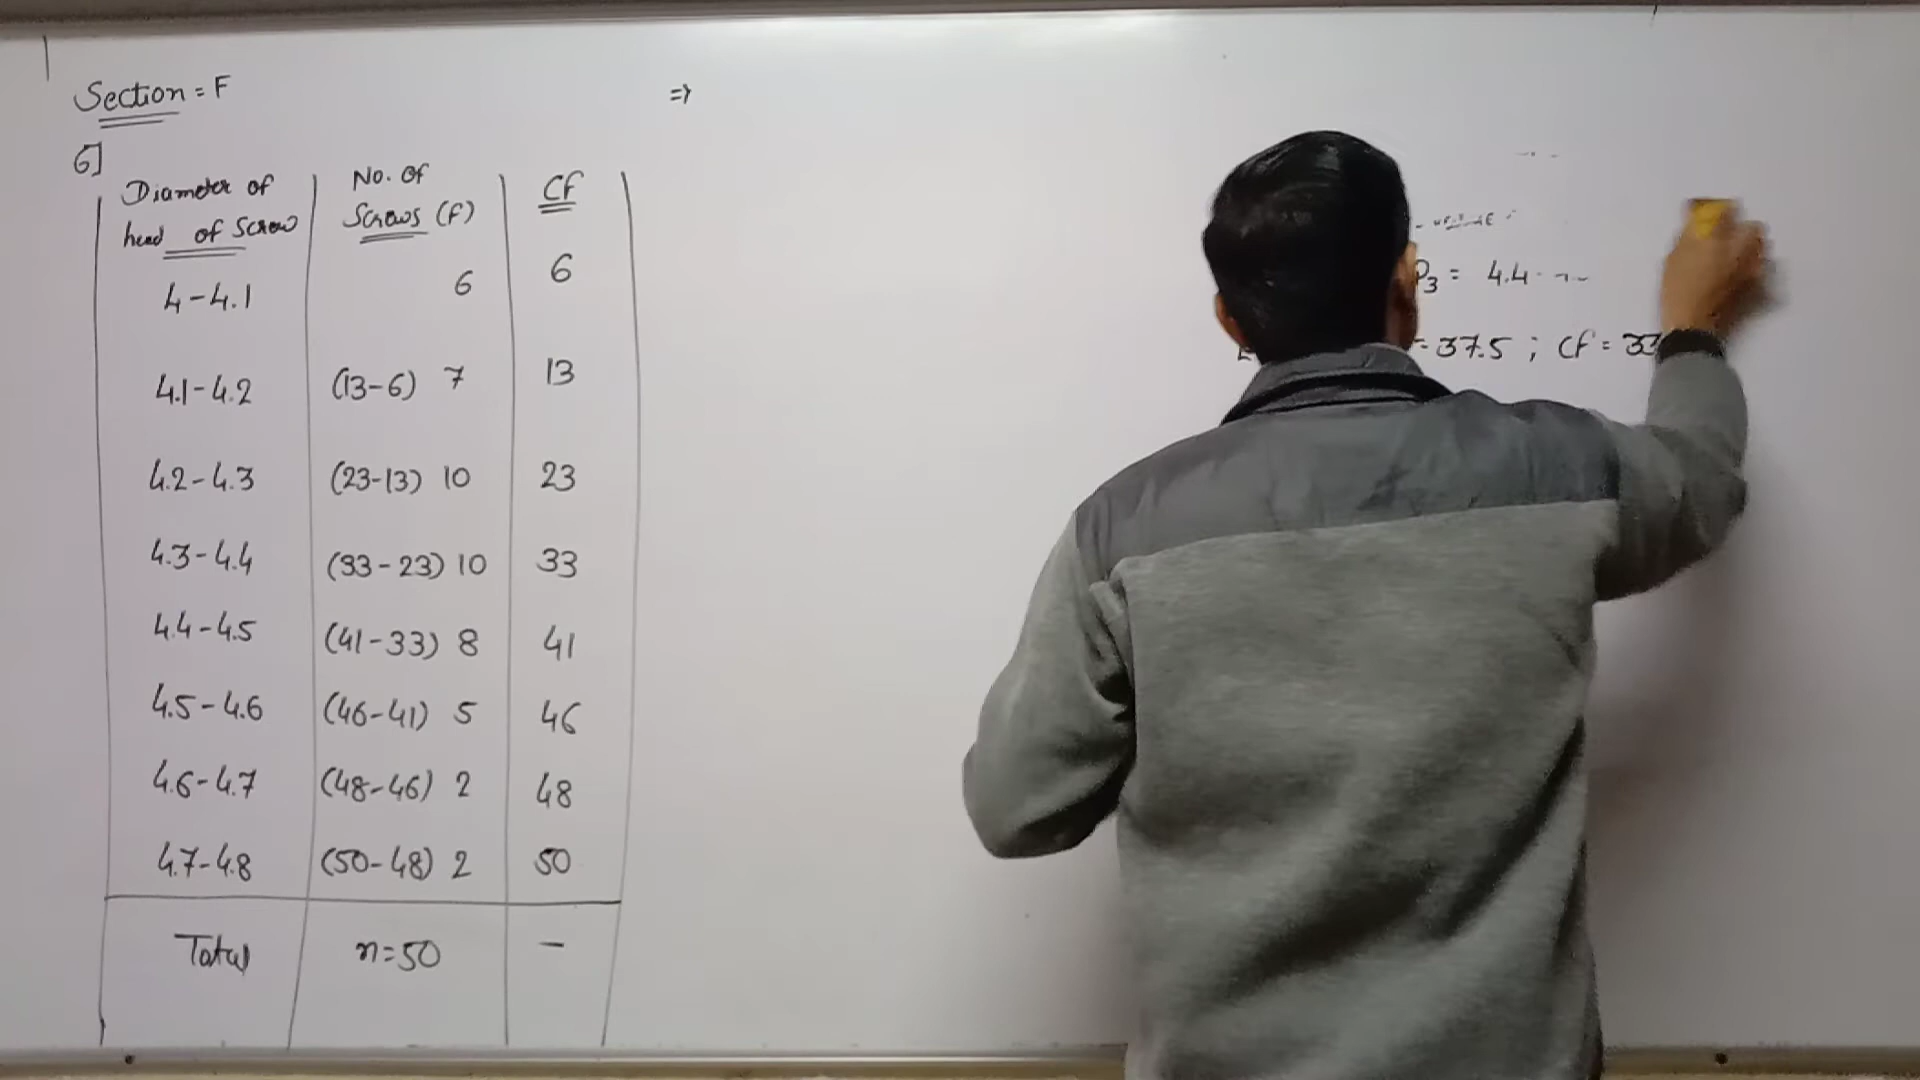 Section = F
⇒
6]
Diameter of
head of Screw
No. of
Screws (f)
Cf
4-4.1 6 6
4.1-4.2 (13-6) 7 13
4.2-4.3 (23-13) 10 23
4.3-4.4 (33-23) 10 33
4.4-4.5 (41-33) 8 41
4.5-4.6 (46-41) 5 46
4.6-4.7 (48-46) 2 48
4.7-4.8 (50-48) 2 50
Total n=50 –
3 = 4.4
= 37.5 ; Cf = 33